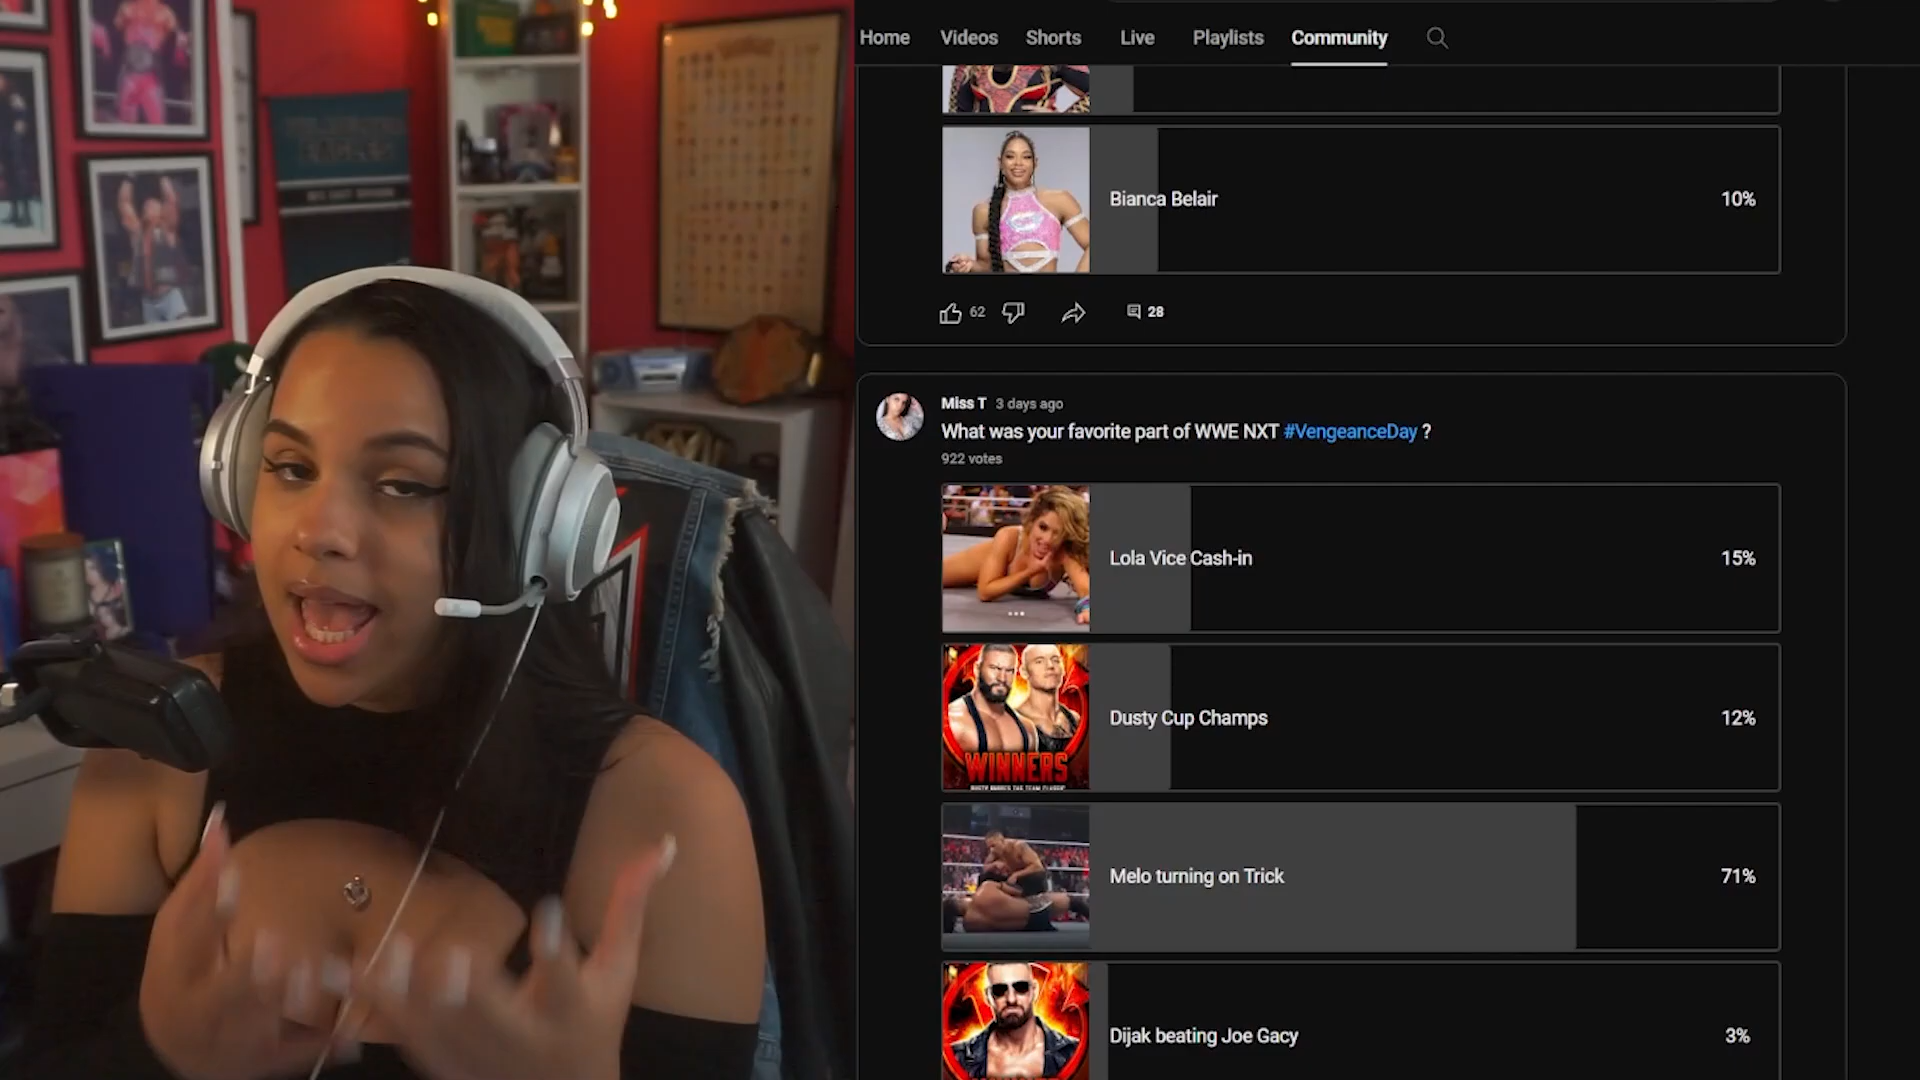 Home Videos Shorts Live Playlists Community
Bianca Belair 10%
62 28
Miss T 3 days ago
What was your favorite part of WWE NXT #VengeanceDay ?
922 votes
Lola Vice Cash-in 15%
Dusty Cup Champs 12%
WINNERS
Melo turning on Trick 71%
Dijak beating Joe Gacy 3%
EAGLES